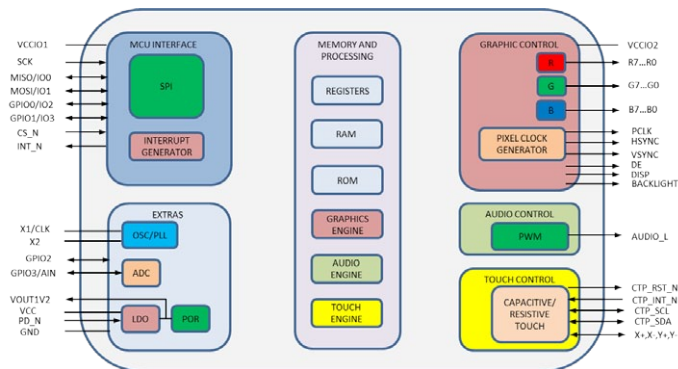 VCCIO1
SCK
MISO/IO0
MOSI/IO1
GPIO0/IO2
GPIO1/IO3
CS_N
INT_N
X1/CLK
X2
GPIO2
GPIO3/AIN
VOUT1V2
VCC
PD_N
GND
MCU INTERFACE
SPI
INTERRUPT
GENERATOR
EXTRAS
OSC/PLL
ADC
LDO
POR
MEMORY AND
PROCESSING
REGISTERS
RAM
ROM
GRAPHICS
ENGINE
AUDIO
ENGINE
TOUCH
ENGINE
GRAPHIC CONTROL
R
G
B
PIXEL CLOCK
GENERATOR
AUDIO CONTROL
PWM
TOUCH CONTROL
CAPACITIVE/
RESISTIVE
TOUCH
VCCIO2
R7...R0
G7...G0
B7...B0
PCLK
HSYNC
VSYNC
DE
DISP
BACKLIGHT
AUDIO_L
CTP_RST_N
CTP_INT_N
CTP_SCL
CTP_SDA
X+,X-,Y+,Y-